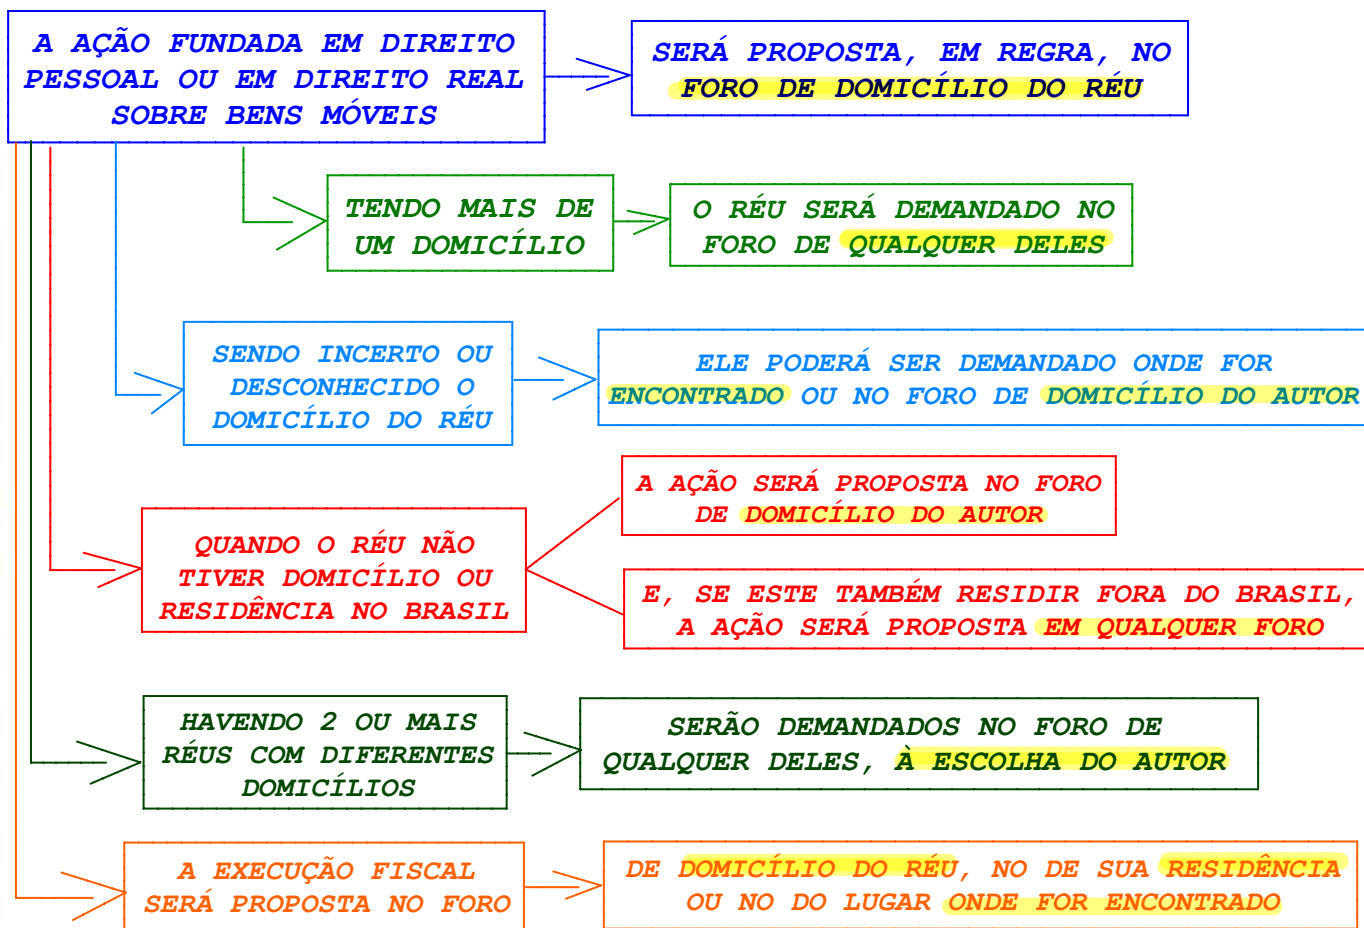 A AÇÃO FUNDADA EM DIREITO
PESSOAL OU EM DIREITO REAL
SOBRE BENS MÓVEIS
SERÁ PROPOSTA, EM REGRA, NO
FORO DE DOMICÍLIO DO RÉU
TENDO MAIS DE
UM DOMICÍLIO
O RÉU SERÁ DEMANDADO NO
FORO DE QUALQUER DELES
SENDO INCERTO OU
DESCONHECIDO O
DOMICÍLIO DO RÉU
ELE PODERÁ SER DEMANDADO ONDE FOR
ENCONTRADO OU NO FORO DE DOMICÍLIO DO AUTOR
QUANDO O RÉU NÃO
TIVER DOMICÍLIO OU
RESIDÊNCIA NO BRASIL
A AÇÃO SERÁ PROPOSTA NO FORO
DE DOMICÍLIO DO AUTOR
E, SE ESTE TAMBÉM RESIDIR FORA DO BRASIL,
A AÇÃO SERÁ PROPOSTA EM QUALQUER FORO
HAVENDO 2 OU MAIS
RÉUS COM DIFERENTES
DOMICÍLIOS
SERÃO DEMANDADOS NO FORO DE
QUALQUER DELES, À ESCOLHA DO AUTOR
A EXECUÇÃO FISCAL
SERÁ PROPOSTA NO FORO
DE DOMICÍLIO DO RÉU, NO DE SUA RESIDÊNCIA
OU NO DO LUGAR ONDE FOR ENCONTRADO